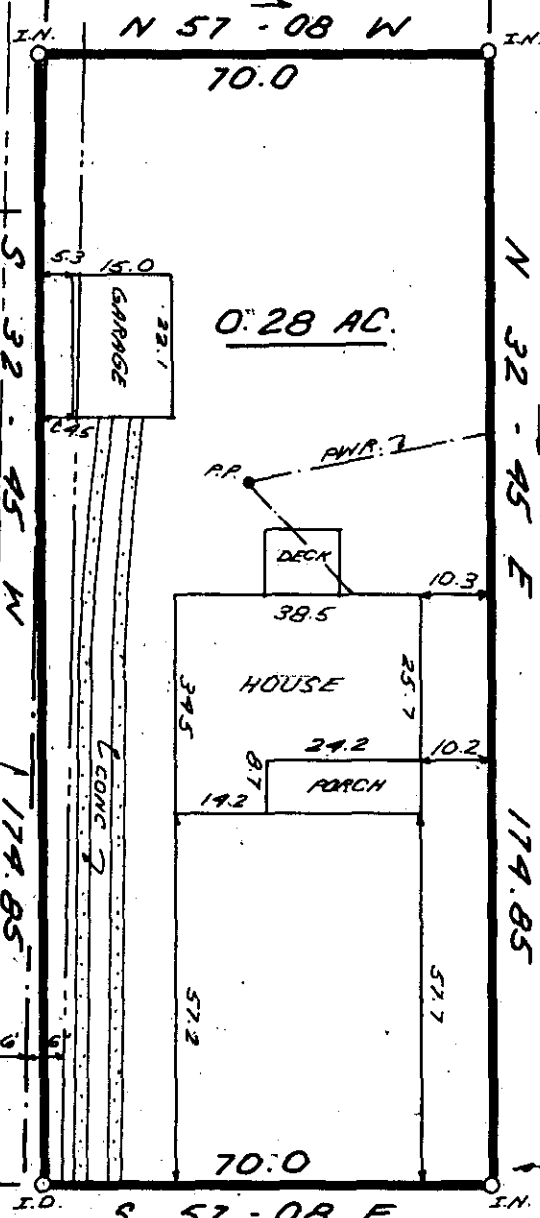 N 57-08 W
I.N.
I.N.
70.0
5.3
15.0
GARAGE
22.1
0.28 AC.
S 32-45 W
N 32-45 E
4.5
P.P.
PWR.
DECK
10.3
38.5
HOUSE
34.5
25.7
24.2
10.2
8.7
PORCH
14.2
CONC
174.85
174.85
57.2
57.7
6'
6'
70.0
I.O.
I.N.
S 57-08 E